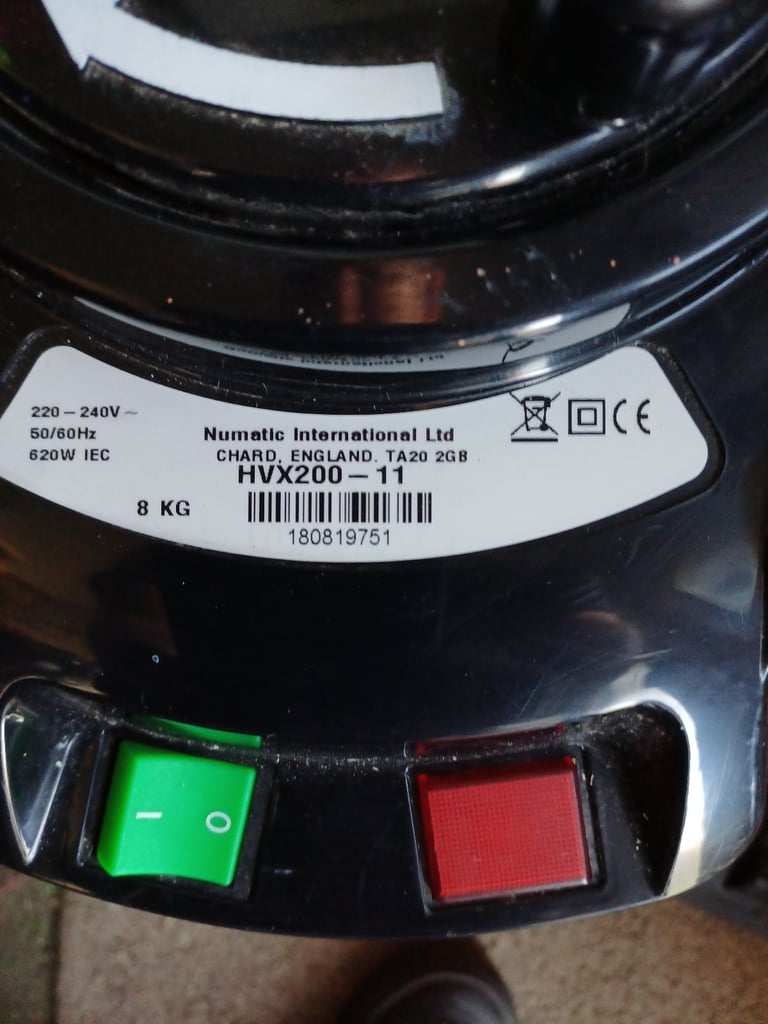 220 – 240V ~
50/60Hz
620W IEC
Numatic International Ltd
CHARD, ENGLAND. TA20 2GB
HVX200 – 11
8 KG
180819751
CE
I O